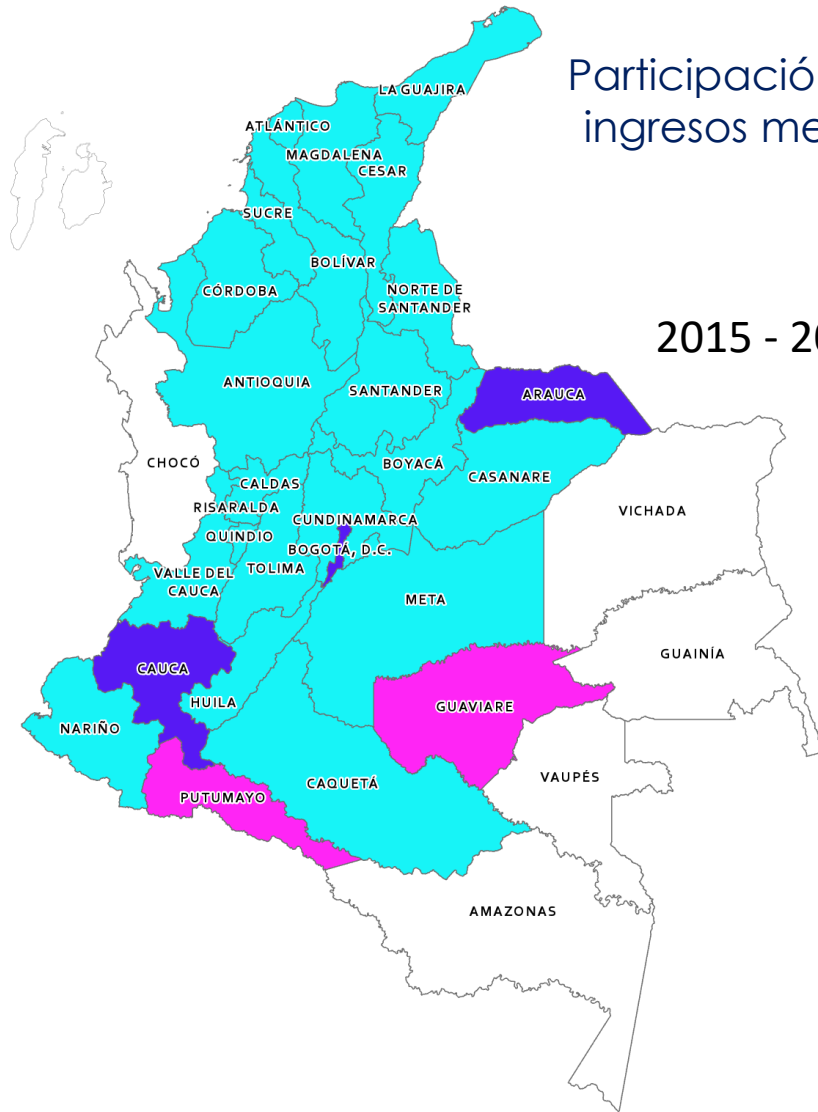 Participació
ingresos me
2015 - 20
LA GUAJIRA
ATLÁNTICO
MAGDALENA
CESAR
SUCRE
BOLÍVAR
CÓRDOBA
NORTE DE
SANTANDER
ANTIOQUIA
SANTANDER
ARAUCA
CHOCÓ
BOYACÁ
CASANARE
CALDAS
RISARALDA
CUNDINAMARCA
VICHADA
QUINDIO
BOGOTÁ, D.C.
TOLIMA
VALLE DEL
CAUCA
META
GUAINÍA
CAUCA
HUILA
GUAVIARE
NARIÑO
CAQUETÁ
VAUPÉS
PUTUMAYO
AMAZONAS